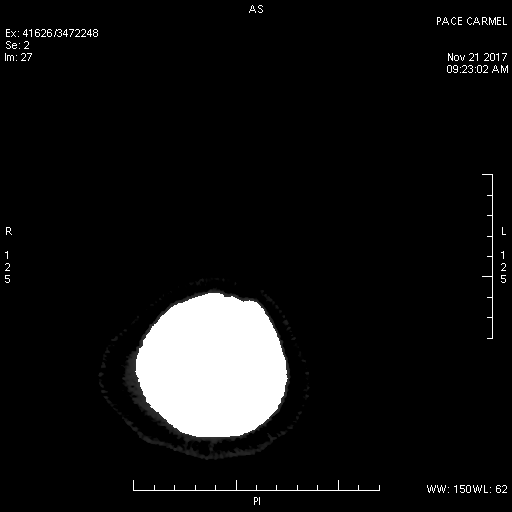 AS
PACE CARMEL
Ex: 41626/3472248
Se: 2
Im: 27
Nov 21 2017
09:23:02 AM
R
L
1
2
5
1
2
5
WW: 150WL: 62
PI